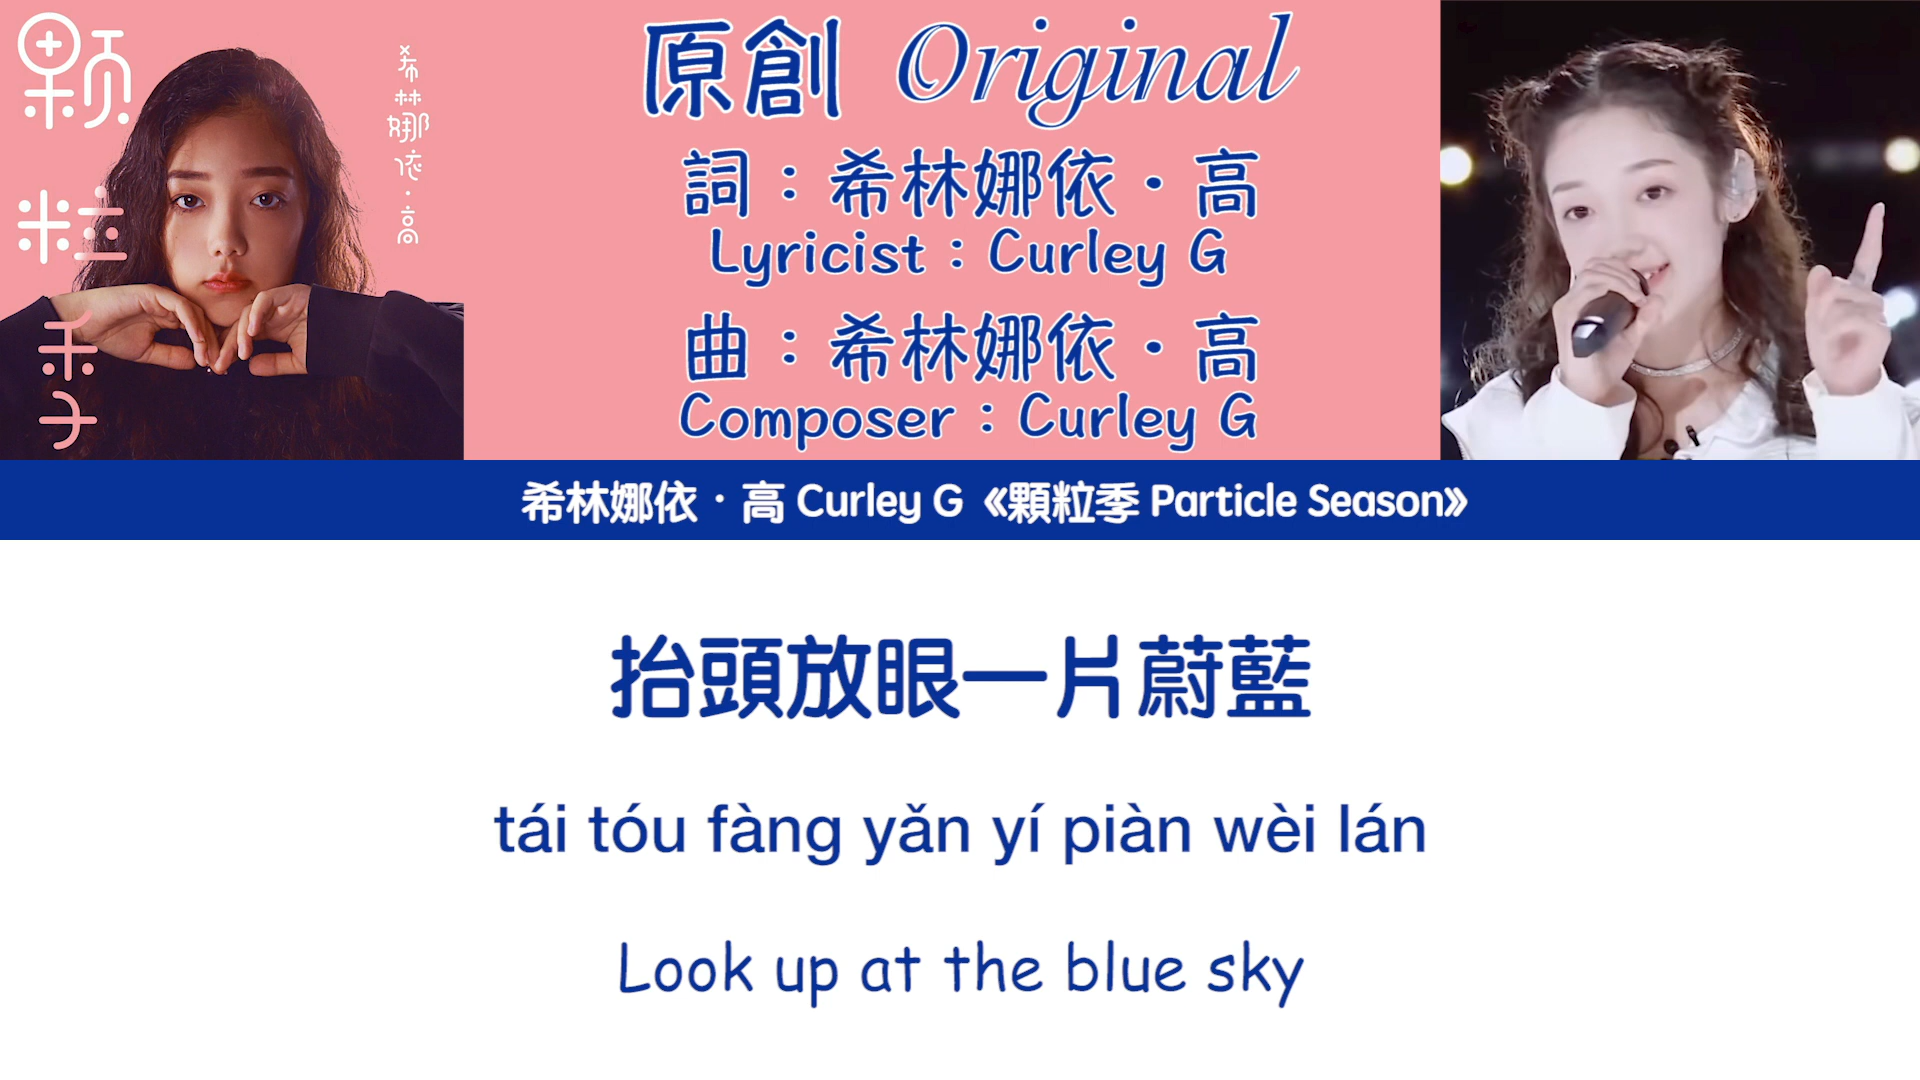 颗
粒
季
希林娜依·高
原創 Original
詞：希林娜依·高
Lyricist：Curley G
曲：希林娜依·高
Composer：Curley G
希林娜依·高 Curley G《顆粒季 Particle Season》
抬頭放眼一片蔚藍
tái tóu fàng yǎn yí piàn wèi lán
Look up at the blue sky